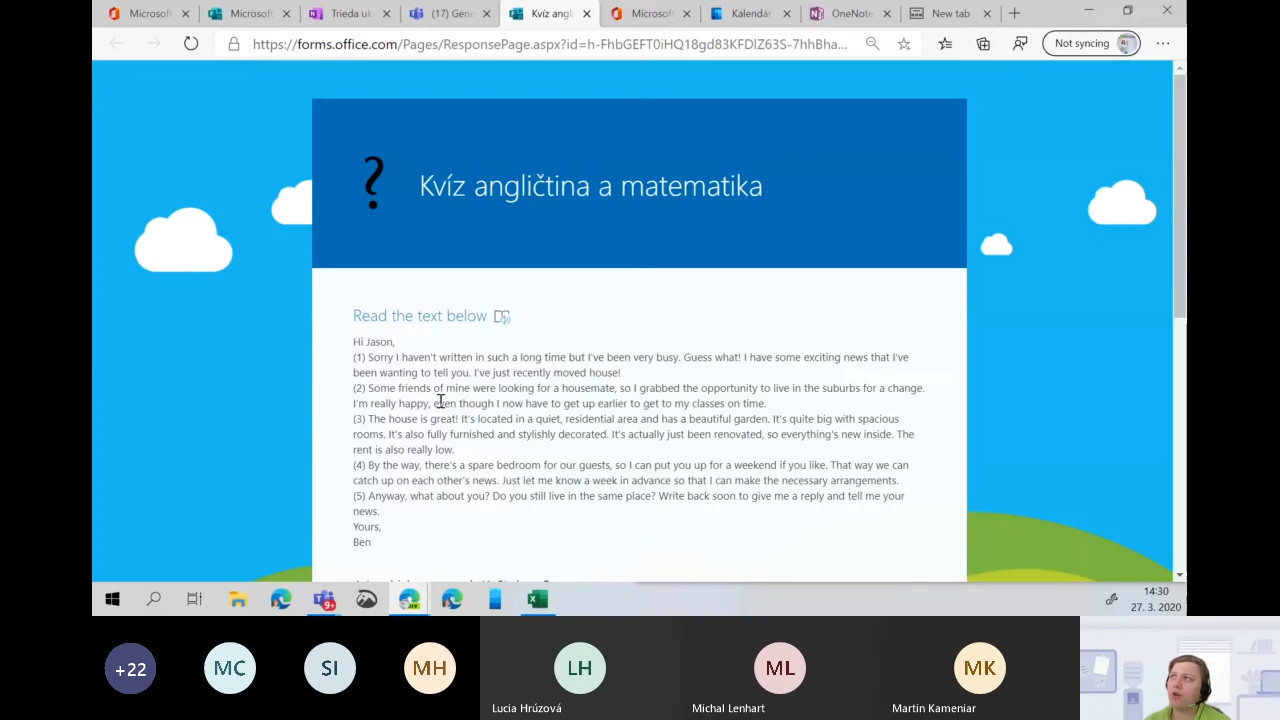 Microsoft
Microsoft
Trieda uk
(17) Gene
Kvíz angli
Microsoft
Kalendár
OneNote
New tab
https://forms.office.com/Pages/ResponsePage.aspx?id=h-FhbGEFT0iHQ18gd83KFDlZ63S-7hhBha...
Not syncing
? Kvíz angličtina a matematika
Read the text below
Hi Jason,
(1) Sorry I haven't written in such a long time but I've been very busy. Guess what! I have some exciting news that I've
been wanting to tell you. I've just recently moved house!
(2) Some friends of mine were looking for a housemate, so I grabbed the opportunity to live in the suburbs for a change.
I'm really happy, even though I now have to get up earlier to get to my classes on time.
(3) The house is great! It's located in a quiet, residential area and has a beautiful garden. It's quite big with spacious
rooms. It's also fully furnished and stylishly decorated. It's actually just been renovated, so everything's new inside. The
rent is also really low.
(4) By the way, there's a spare bedroom for our guests, so I can put you up for a weekend if you like. That way we can
catch up on each other's news. Just let me know a week in advance so that I can make the necessary arrangements.
(5) Anyway, what about you? Do you still live in the same place? Write back soon to give me a reply and tell me your
news.
Yours,
Ben
9+
14:30
27. 3. 2020
+22
MC
SI
MH
LH
ML
MK
Lucia Hrúzová
Michal Lenhart
Martin Kameniar